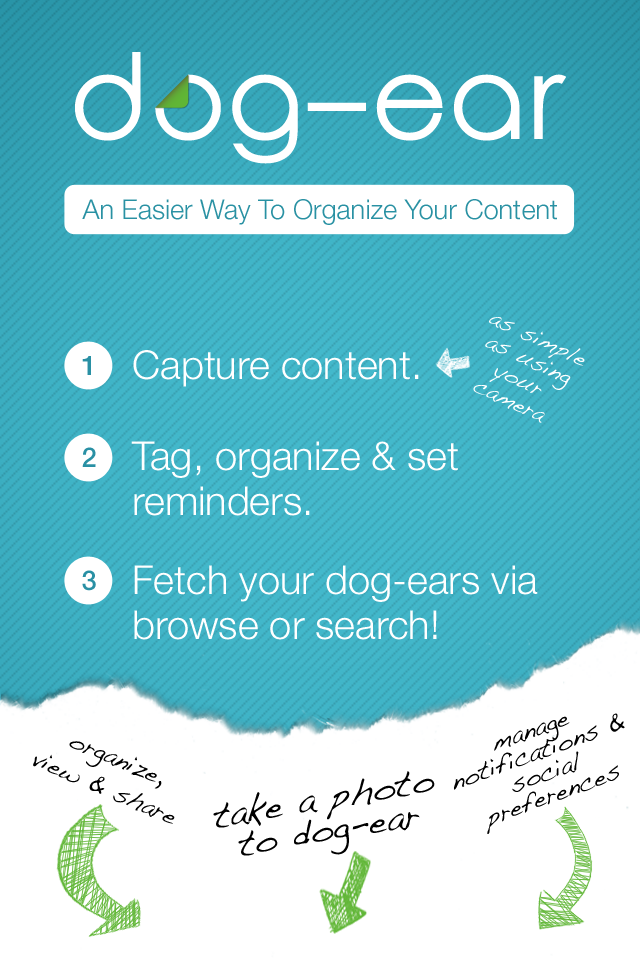 dog-ear
An Easier Way To Organize Your Content
1 Capture content.
as simple
as using
your
camera
2 Tag, organize & set
reminders.
3 Fetch your dog-ears via
browse or search!
organize,
view & share
take a photo
to dog-ear
manage
notifications &
social
preferences